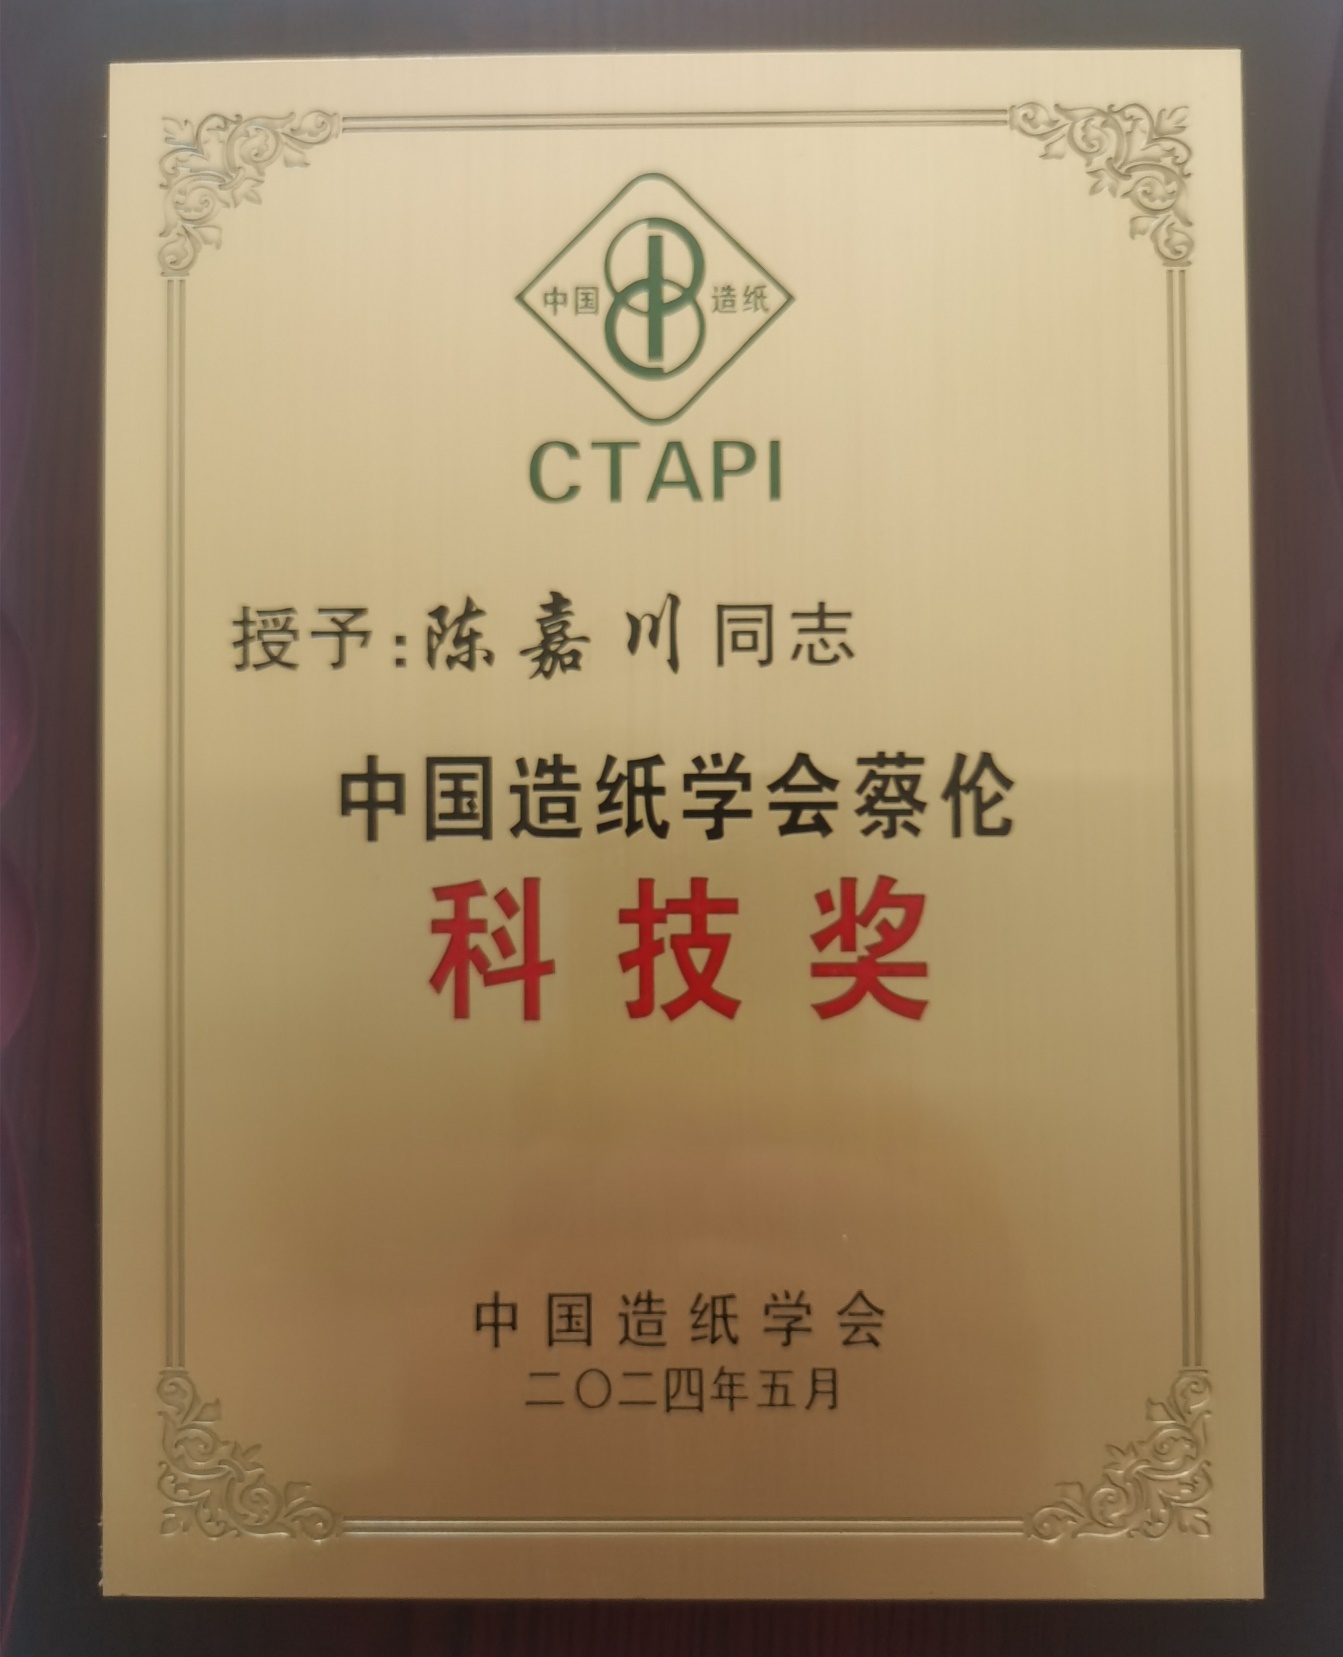 中国 造纸
CTAPI
授予:陈嘉川同志
中国造纸学会蔡伦
科技奖
中国造纸学会
二〇二四年五月